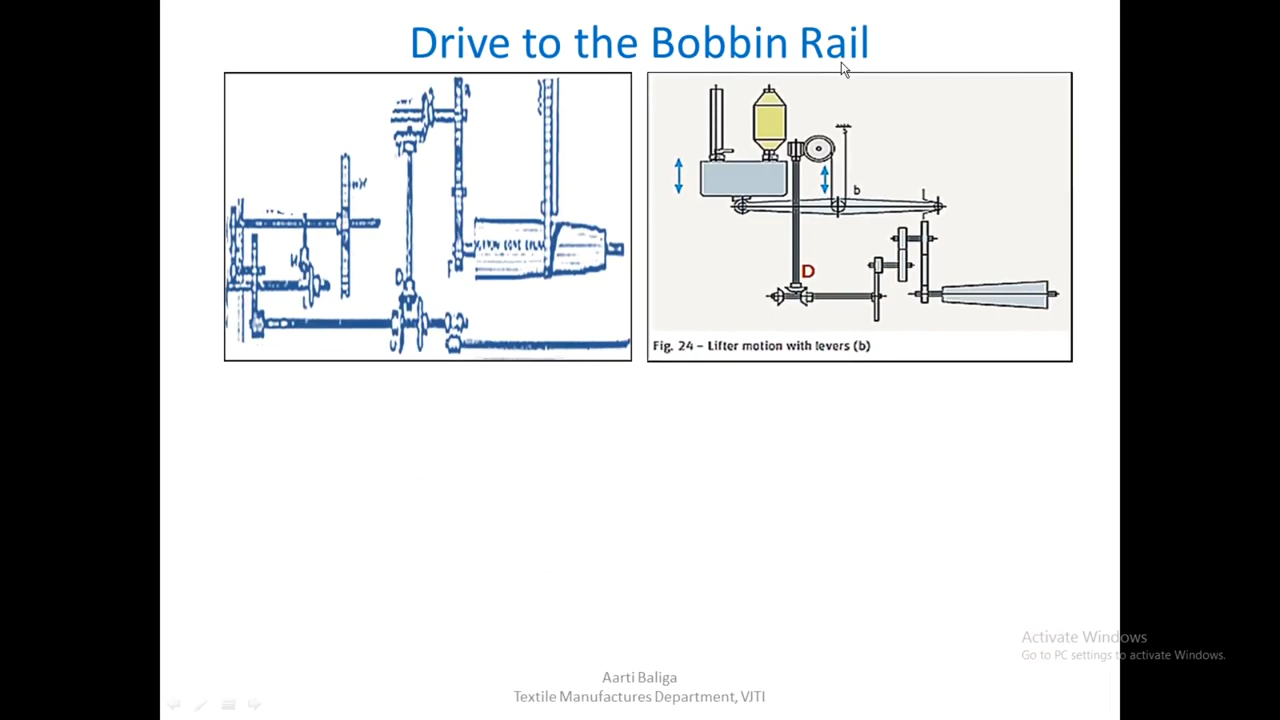 Drive to the Bobbin Rail
b
D
Fig. 24 – Lifter motion with levers (b)
Activate Windows
Go to PC settings to activate Windows.
Aarti Baliga
Textile Manufactures Department, VJTI